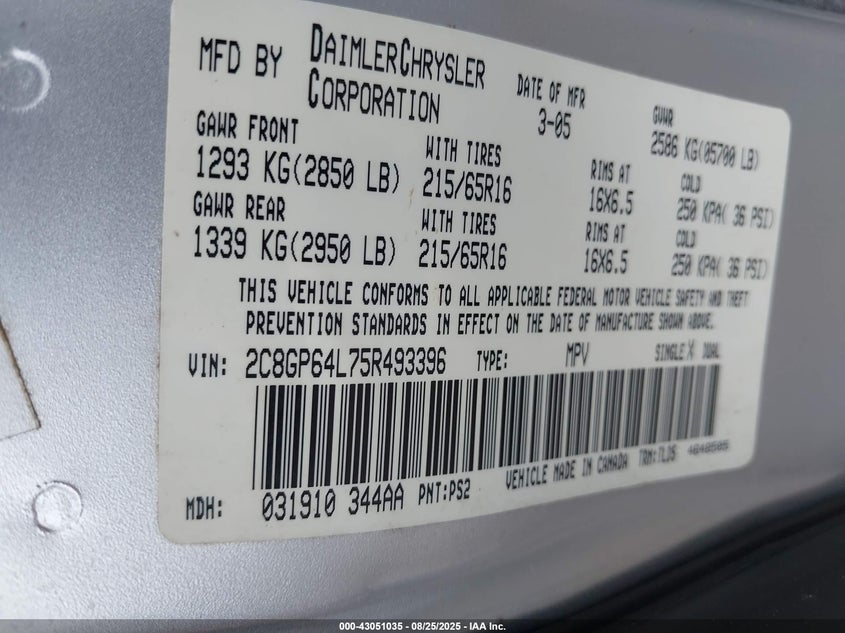 MFD BY DAIMLERCHRYSLER CORPORATION
DATE OF MFR 3-05
GVWR 2586 KG(05700 LB)
GAWR FRONT WITH TIRES RIMS AT COLD
1293 KG(2850 LB) 215/65R16 16X6.5 250 KPA( 36 PSI)
GAWR REAR WITH TIRES RIMS AT COLD
1339 KG(2950 LB) 215/65R16 16X6.5 250 KPA( 36 PSI)
THIS VEHICLE CONFORMS TO ALL APPLICABLE FEDERAL MOTOR VEHICLE SAFETY AND THEFT
PREVENTION STANDARDS IN EFFECT ON THE DATE OF MANUFACTURE SHOWN ABOVE.
VIN: 2C8GP64L75R493396 TYPE: MPV SINGLE X DUAL
MDH: 031910 344AA PNT:PS2 VEHICLE MADE IN CANADA TRM:TLD5 4648505
000-43051035 - 08/25/2025 - IAA Inc.